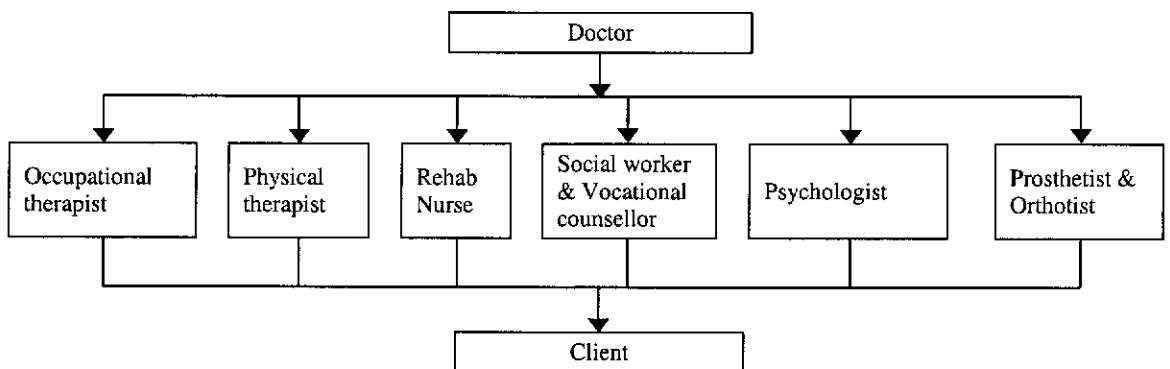 Doctor
Occupational
therapist
Physical
therapist
Rehab
Nurse
Social worker
& Vocational
counsellor
Psychologist
Prosthetist &
Orthotist
Client